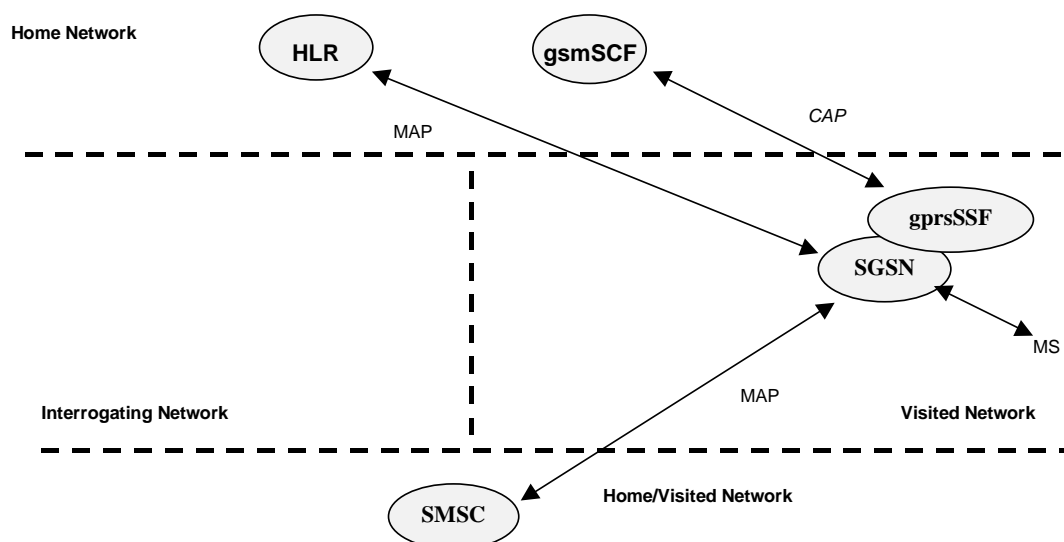 Home Network
HLR
gsmSCF
CAP
MAP
gprsSSF
SGSN
MS
MAP
Interrogating Network
Visited Network
Home/Visited Network
SMSC